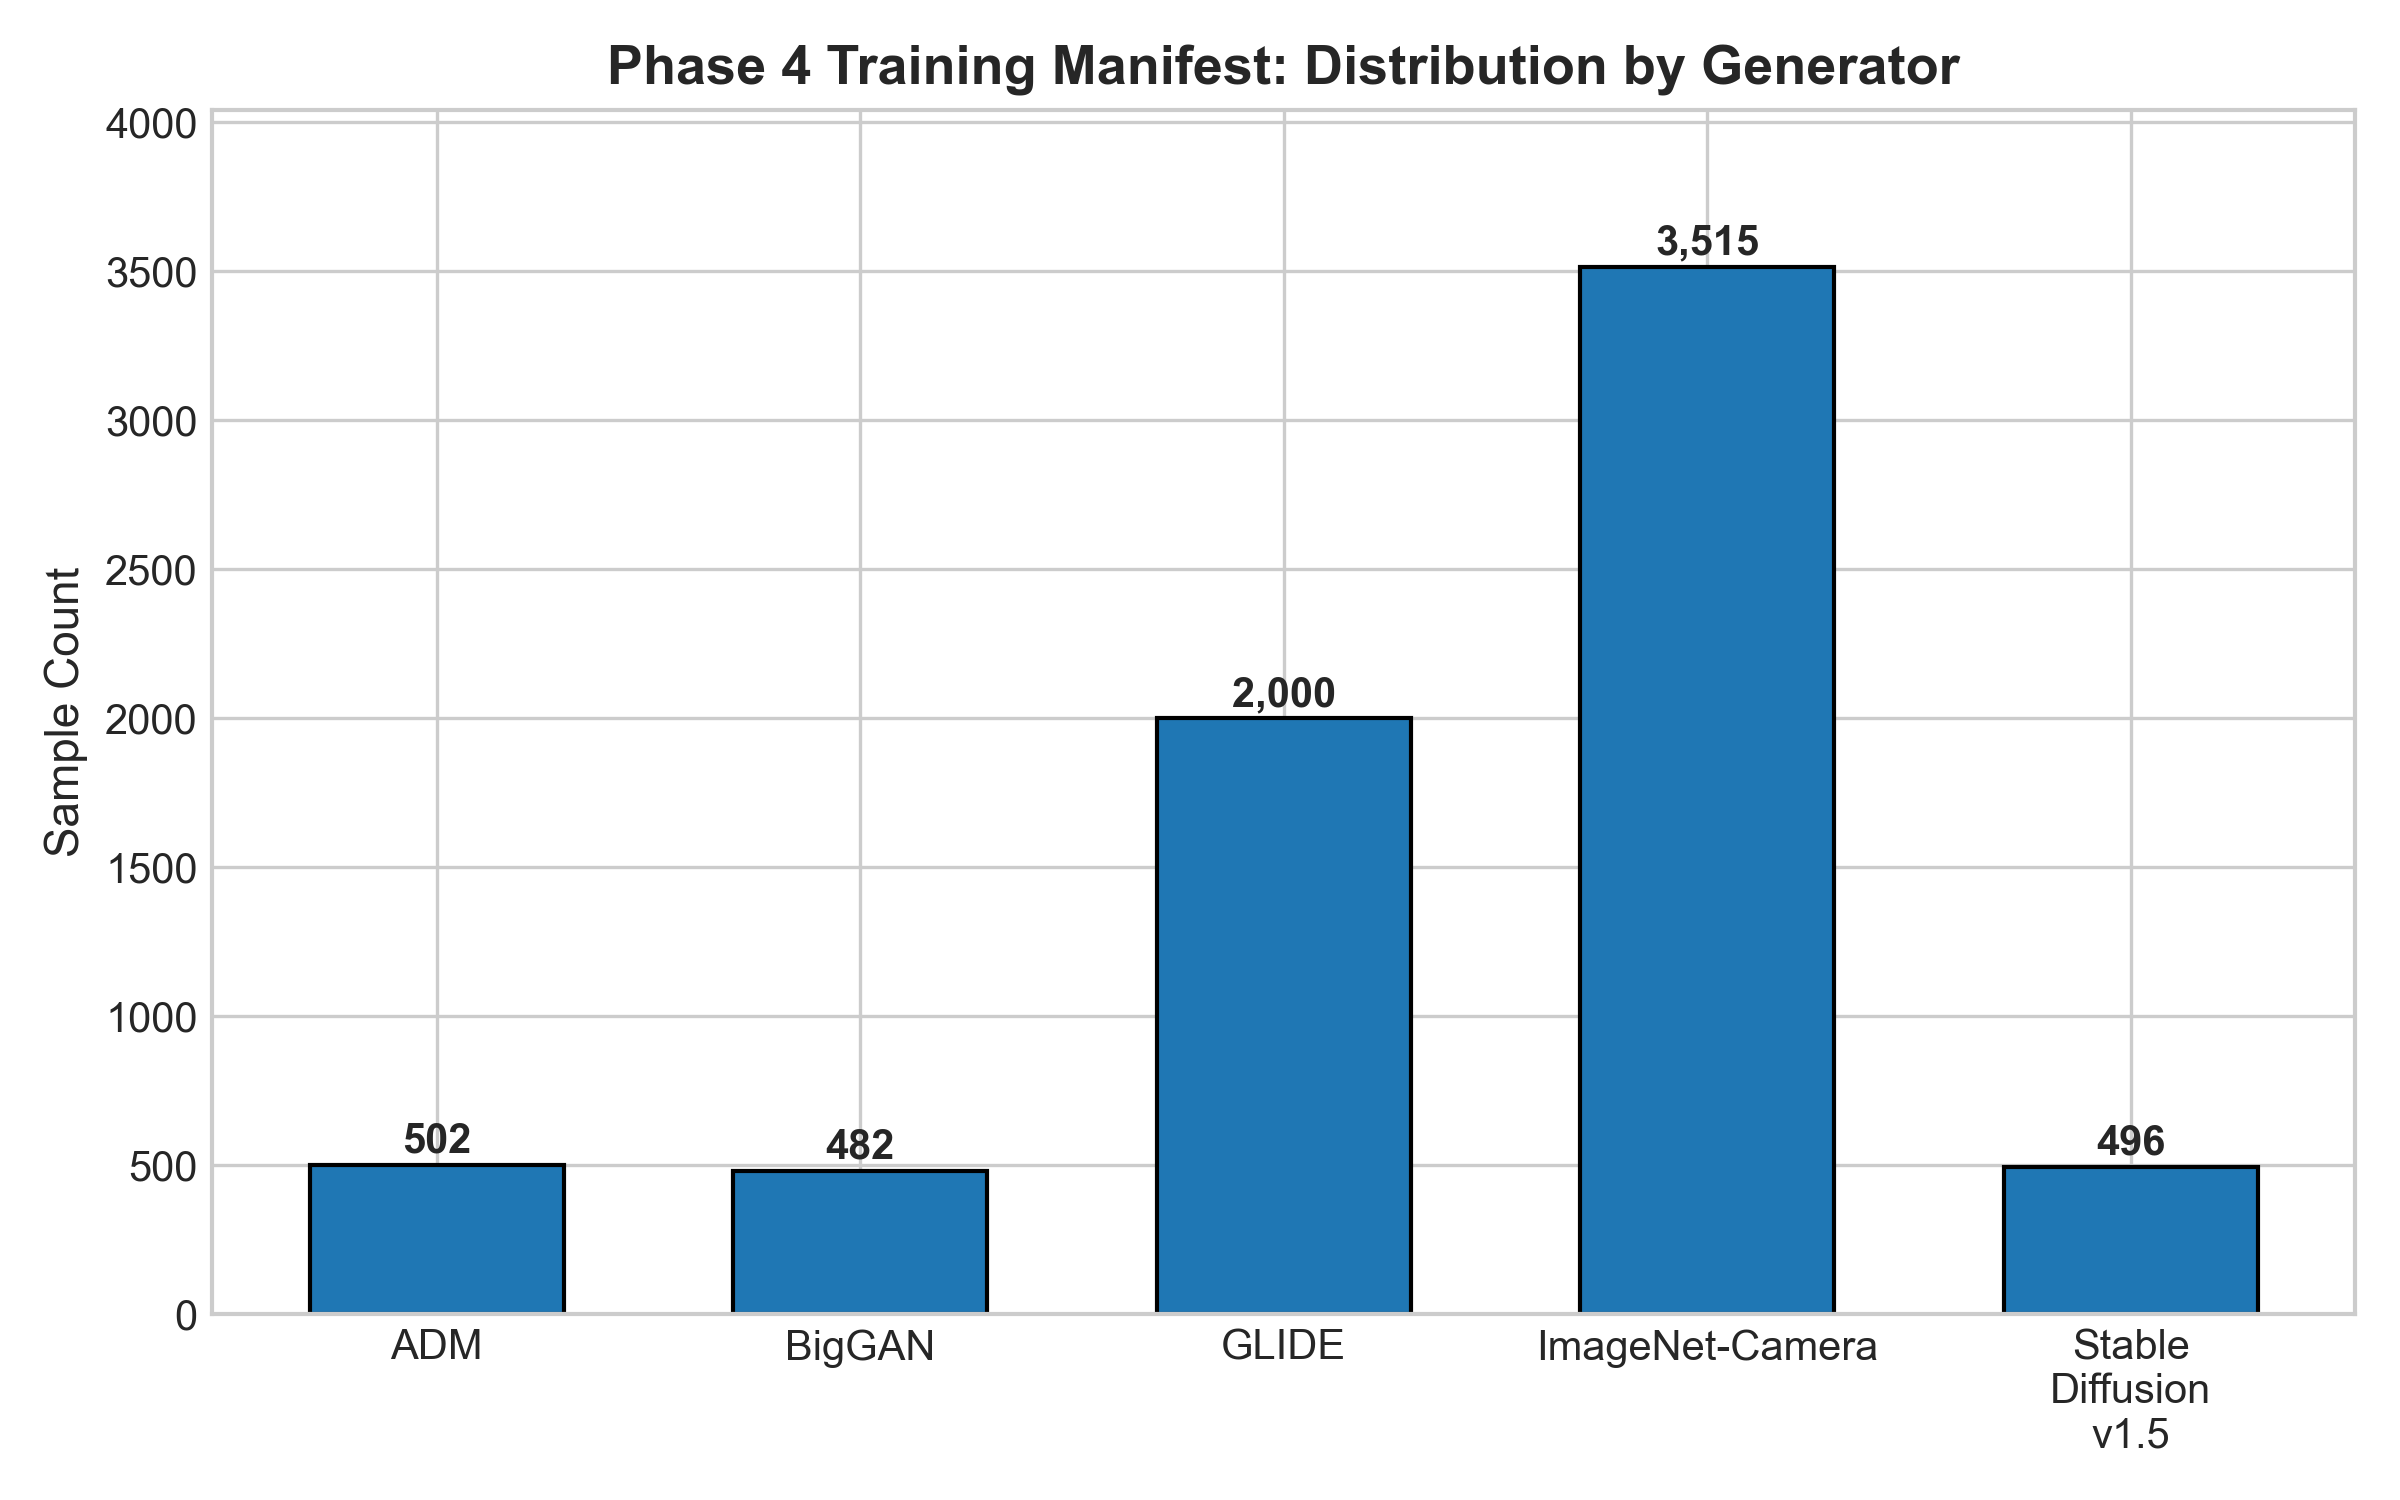 Phase 4 Training Manifest: Distribution by Generator
Sample Count
4000
3500
3000
2500
2000
1500
1000
500
0
502
482
2,000
3,515
496
ADM
BigGAN
GLIDE
ImageNet-Camera
Stable
Diffusion
v1.5